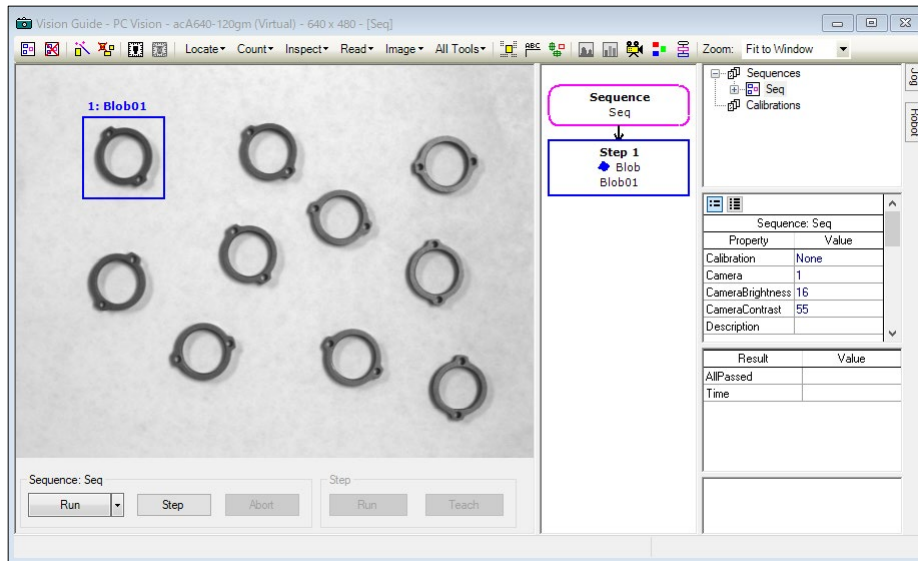 Vision Guide - PC Vision - acA640-120gm (Virtual) - 640 x 480 - [Seq]
Locate Count Inspect Read Image All Tools ABC Zoom: Fit to Window
1: Blob01
Sequence
Seq
Step 1
Blob
Blob01
Sequences
Seq
Calibrations
Jog
Robot
Sequence: Seq
Property Value
Calibration None
Camera 1
CameraBrightness 16
CameraContrast 55
Description
Result Value
AllPassed
Time
Sequence: Seq
Run Step Abort
Step
Run Teach